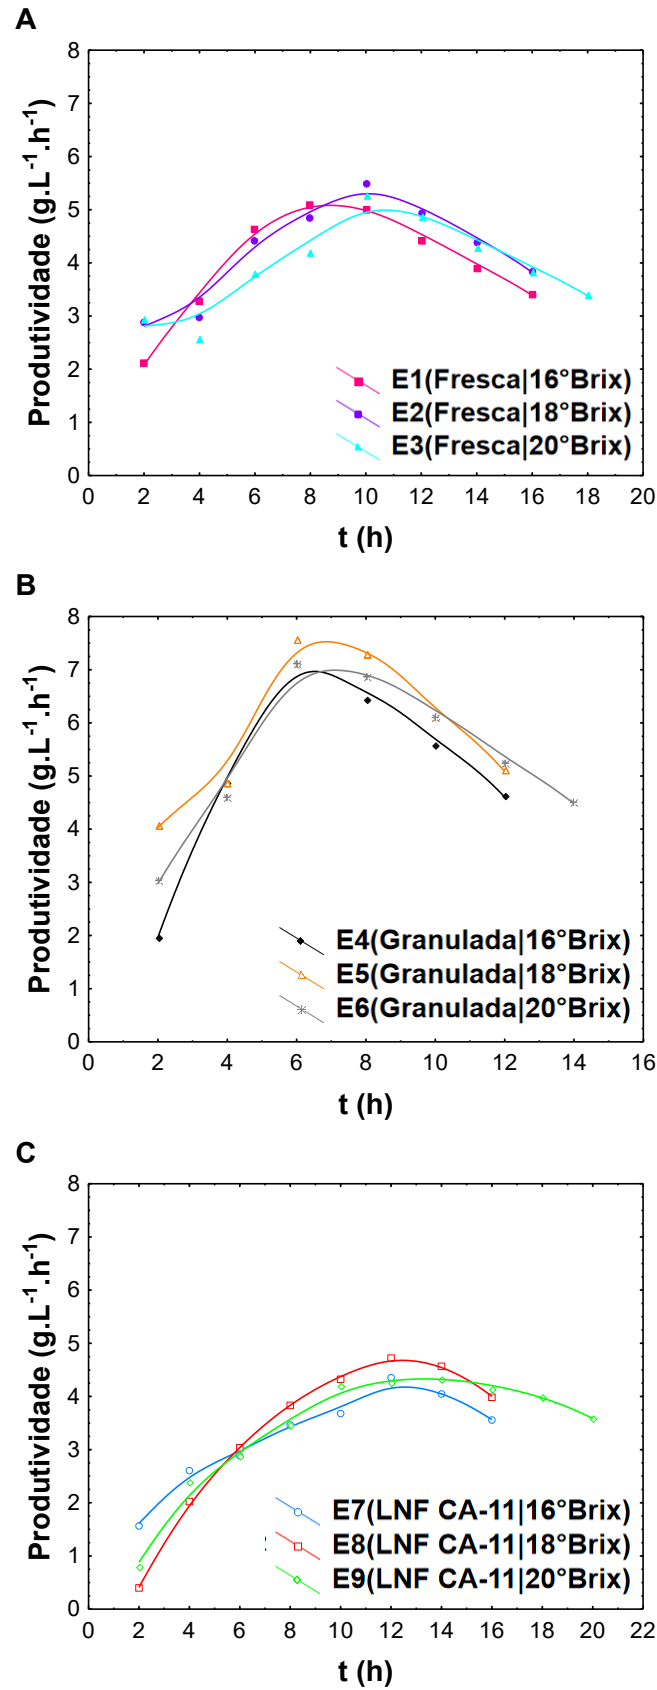 A
8
7
6
5
4
3
2
1
0
Produtividade (g.L-1.h-1)
E1(Fresca|16°Brix)
E2(Fresca|18°Brix)
E3(Fresca|20°Brix)
0 2 4 6 8 10 12 14 16 18 20
t (h)
B
8
7
6
5
4
3
2
1
0
Produtividade (g.L-1.h-1)
E4(Granulada|16°Brix)
E5(Granulada|18°Brix)
E6(Granulada|20°Brix)
0 2 4 6 8 10 12 14 16
t (h)
C
8
7
6
5
4
3
2
1
0
Produtividade (g.L-1.h-1)
E7(LNF CA-11|16°Brix)
E8(LNF CA-11|18°Brix)
E9(LNF CA-11|20°Brix)
0 2 4 6 8 10 12 14 16 18 20 22
t (h)